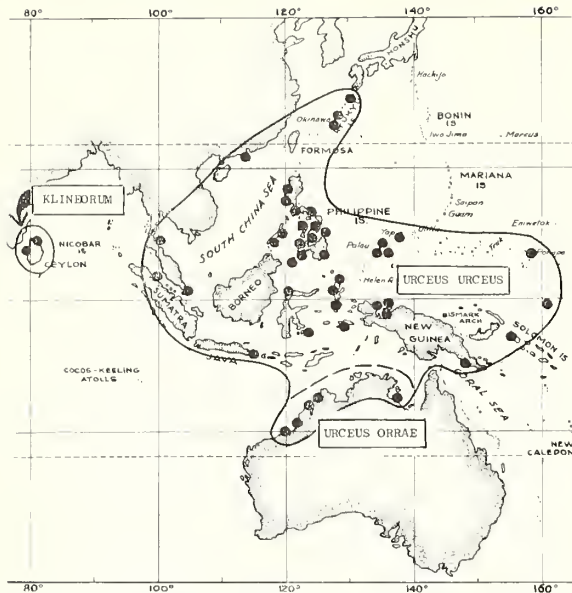 80° 100° 120° 140° 160°
HONSHU
Hachijo
Okinawa
BONIN
IS
Iwo Jima Marcus
FORMOSA
MARIANA
IS
Saipan
Guam
KLINEORUM
SOUTH CHINA SEA
PHILIPPINE
IS.
NICOBAR
IS
CEYLON
Yap
Palau
Truk
Eniwetok
Ponape
BORNEO
Helen R
URCEUS URCEUS
SUMATRA
BISMARK
ARCH
NEW
GUINEA
SOLOMON IS
JAVA
COCOS-KEELING
ATOLLS
CORAL SEA
URCEUS ORRAE
NEW
CALEDON
80° 100° 120° 140° 160°